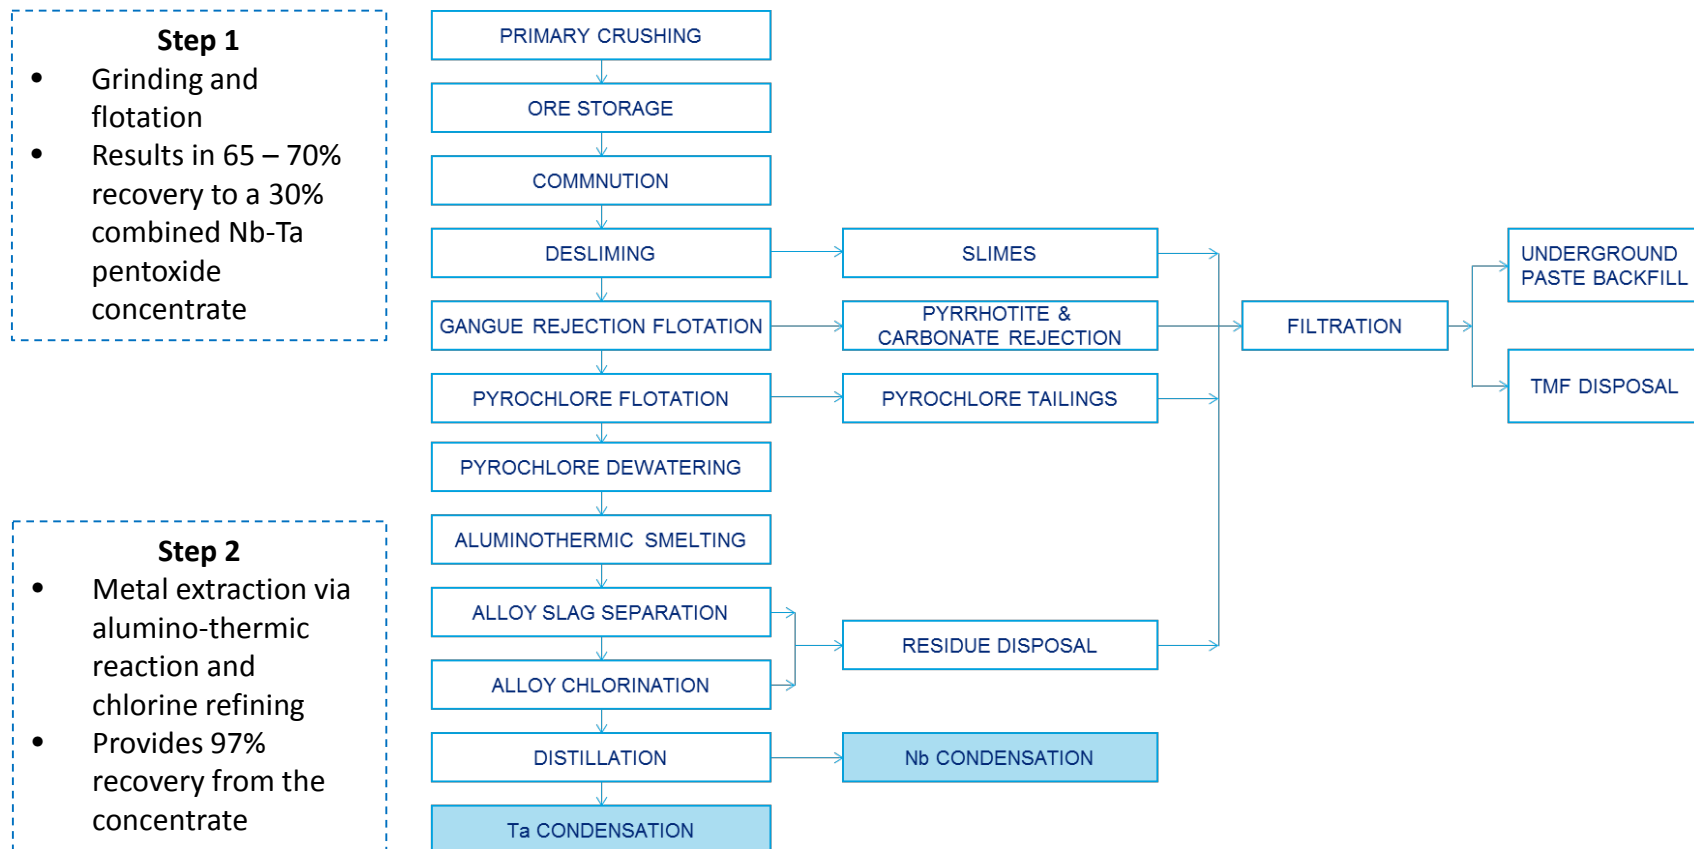 Step 1
• Grinding and
flotation
• Results in 65 – 70%
recovery to a 30%
combined Nb-Ta
pentoxide
concentrate
Step 2
• Metal extraction via
alumino-thermic
reaction and
chlorine refining
• Provides 97%
recovery from the
concentrate
PRIMARY CRUSHING
ORE STORAGE
COMMNUTION
DESLIMING
SLIMES
GANGUE REJECTION FLOTATION
PYRRHOTITE &
CARBONATE REJECTION
FILTRATION
UNDERGROUND
PASTE BACKFILL
TMF DISPOSAL
PYROCHLORE FLOTATION
PYROCHLORE TAILINGS
PYROCHLORE DEWATERING
ALUMINOTHERMIC SMELTING
ALLOY SLAG SEPARATION
RESIDUE DISPOSAL
ALLOY CHLORINATION
DISTILLATION
Nb CONDENSATION
Ta CONDENSATION